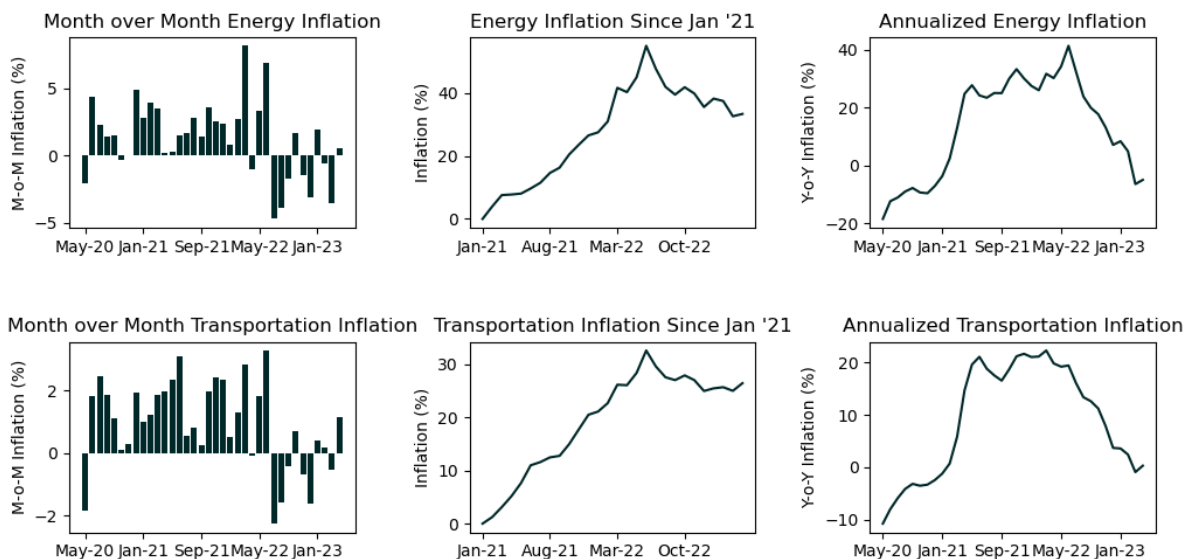 Month over Month Energy Inflation
M-o-M Inflation (%)
5
0
−5
May-20 Jan-21 Sep-21 May-22 Jan-23
Energy Inflation Since Jan '21
Inflation (%)
40
20
0
Jan-21 Aug-21 Mar-22 Oct-22
Annualized Energy Inflation
Y-o-Y Inflation (%)
40
20
0
−20
May-20 Jan-21 Sep-21 May-22 Jan-23
Month over Month Transportation Inflation
M-o-M Inflation (%)
2
0
−2
May-20 Jan-21 Sep-21 May-22 Jan-23
Transportation Inflation Since Jan '21
Inflation (%)
30
20
10
0
Jan-21 Aug-21 Mar-22 Oct-22
Annualized Transportation Inflation
Y-o-Y Inflation (%)
20
10
0
−10
May-20 Jan-21 Sep-21 May-22 Jan-23